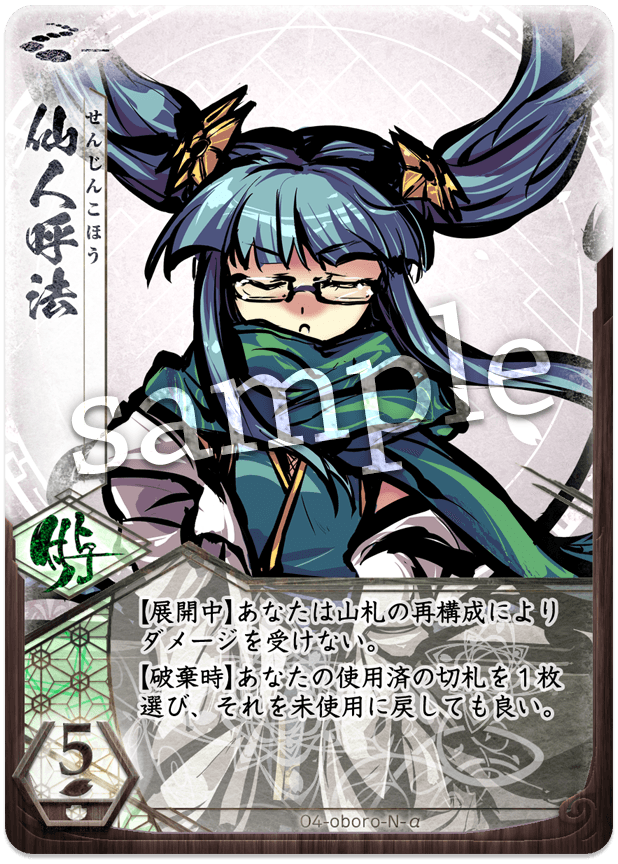 仙人呼法
せんじんこほう
sample
【展開中】あなたは山札の再構成により
ダメージを受けない。
【破棄時】あなたの使用済の切札を１枚
選び、それを未使用に戻しても良い。
5
04-oboro-N-α